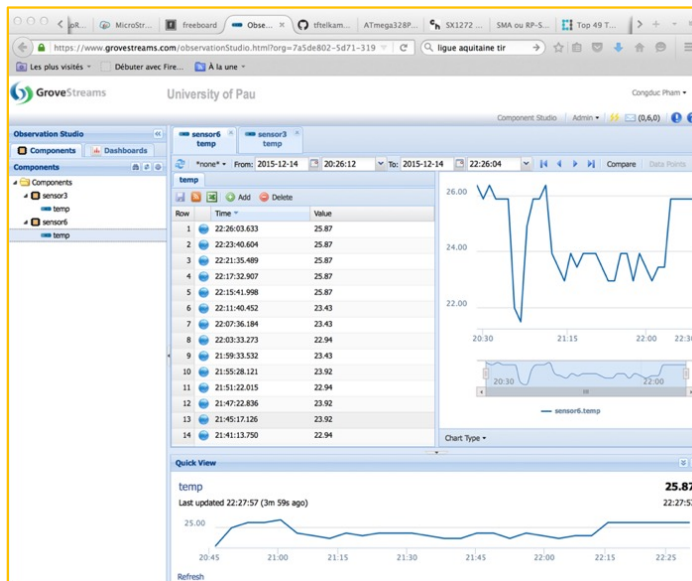 MicroStr...
freeboard
Obse...
tftelkam...
ATmega328P...
SX1272 ...
SMA ou RP-S...
Top 49 T...
https://www.grovestreams.com/observationStudio.html?org=7a5de802-5d71-319
ligue aquitaine tir
Les plus visités
Débuter avec Fire...
À la une
GroveStreams
University of Pau
Congduc Pham
Component Studio
Admin
(0,6,0)
Observation Studio
sensor6 temp
sensor3 temp
Components
Dashboards
*none* From: 2015-12-14 20:26:12 To: 2015-12-14 22:26:04 Compare Data Points
Components
Components
sensor3
temp
sensor6
temp
temp
Add
Delete
Row Time Value
1 22:26:03.633 25.87
2 22:23:40.604 25.87
3 22:21:35.489 25.87
4 22:17:32.907 25.87
5 22:15:41.998 25.87
6 22:11:40.452 23.43
7 22:07:36.184 23.43
8 22:03:33.273 22.94
9 21:59:33.532 23.43
10 21:55:28.121 23.92
11 21:51:22.015 22.94
12 21:47:22.836 23.92
13 21:45:17.126 23.92
14 21:41:13.750 22.94
26.00
24.00
22.00
20:30 21:15 22:00 22:30
20:30 22:00
sensor6.temp
Chart Type
Quick View
temp 25.87
Last updated 22:27:57 (3m 59s ago)
25.00
20:45 21:00 21:15 21:30 21:45 22:00 22:15 22:25
Refresh